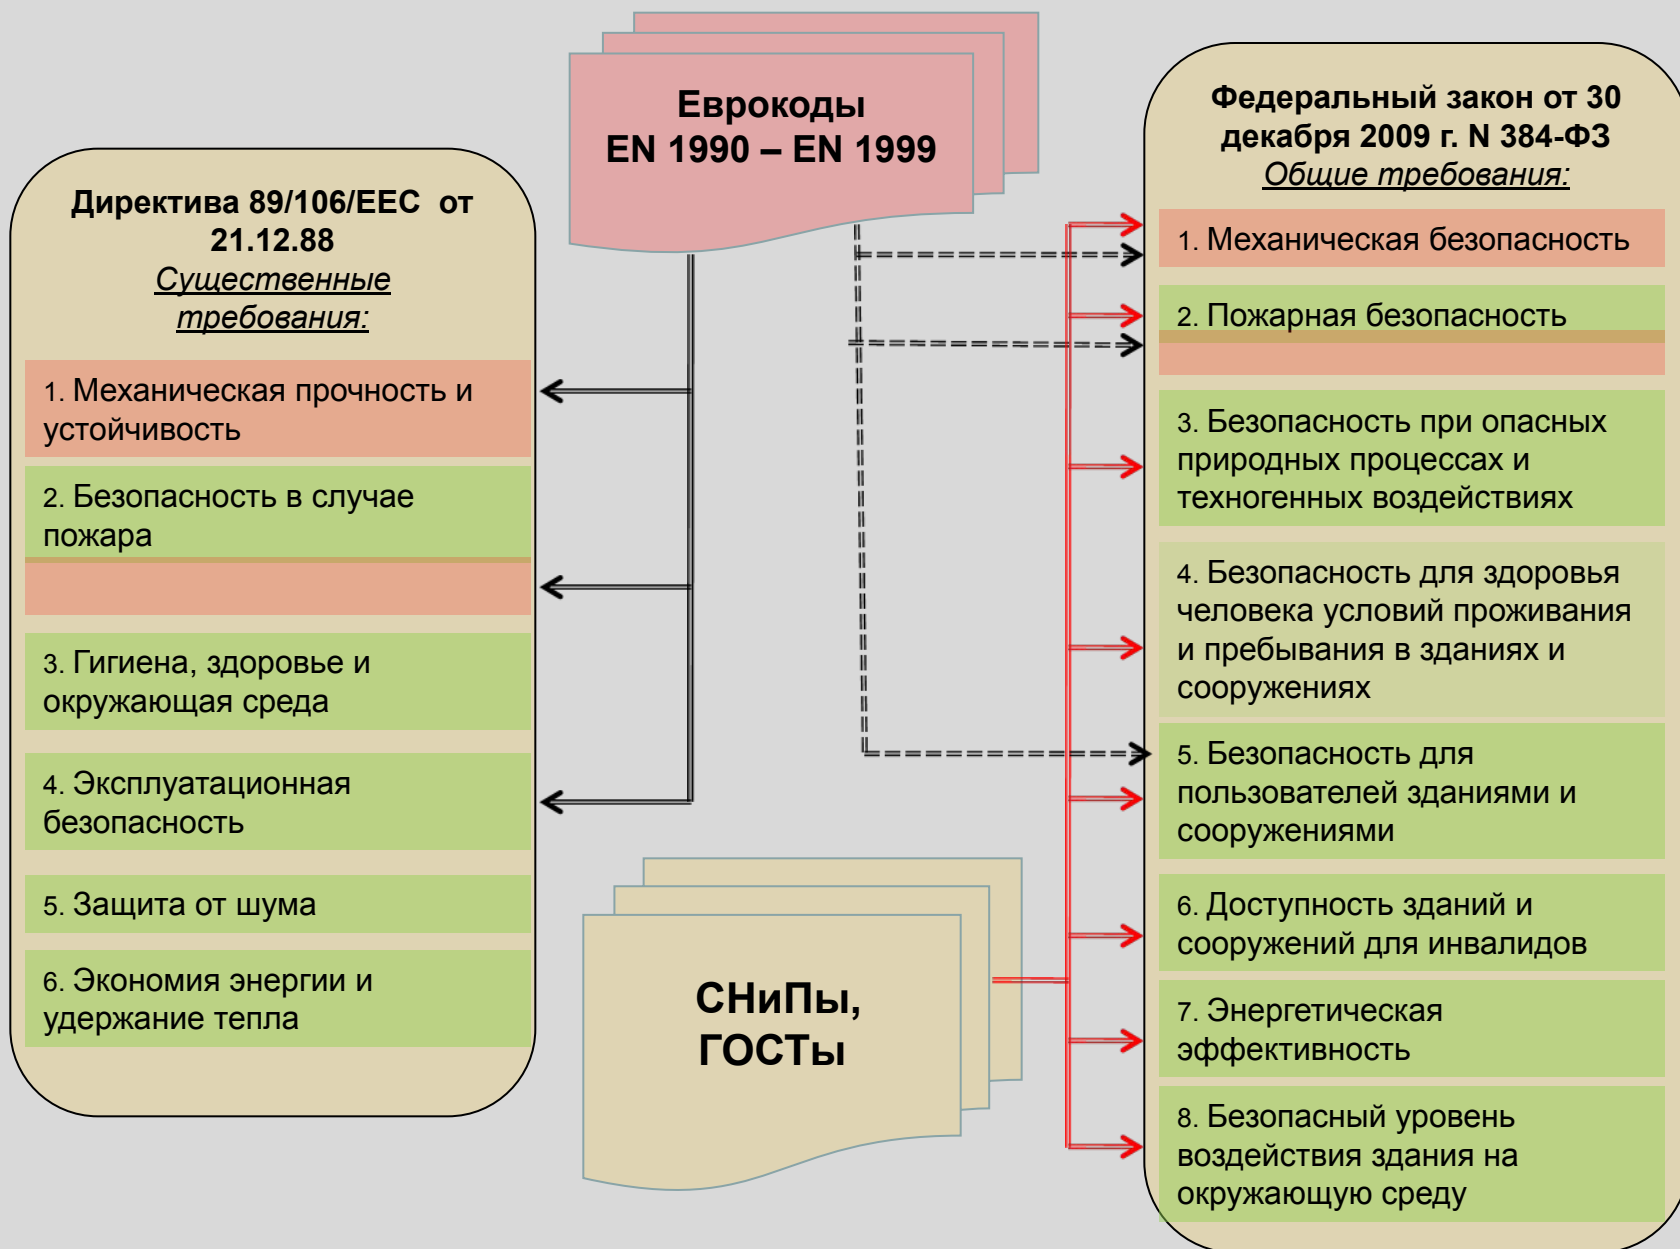 Еврокоды
EN 1990 – EN 1999
Директива 89/106/ЕЕС от
21.12.88
Существенные
требования:
1. Механическая прочность и
устойчивость
2. Безопасность в случае
пожара
3. Гигиена, здоровье и
окружающая среда
4. Эксплуатационная
безопасность
5. Защита от шума
6. Экономия энергии и
удержание тепла
СНиПы,
ГОСТы
Федеральный закон от 30
декабря 2009 г. N 384-ФЗ
Общие требования:
1. Механическая безопасность
2. Пожарная безопасность
3. Безопасность при опасных
природных процессах и
техногенных воздействиях
4. Безопасность для здоровья
человека условий проживания
и пребывания в зданиях и
сооружениях
5. Безопасность для
пользователей зданиями и
сооружениями
6. Доступность зданий и
сооружений для инвалидов
7. Энергетическая
эффективность
8. Безопасный уровень
воздействия здания на
окружающую среду